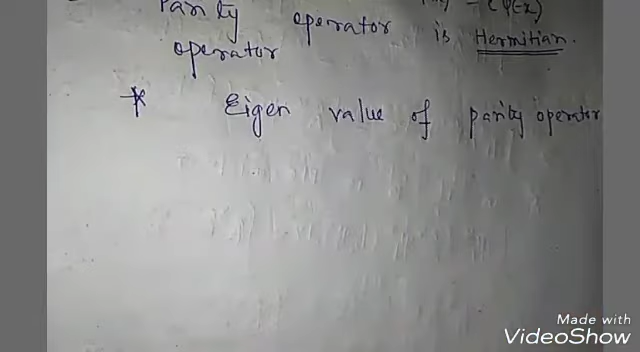 Parity operator is Hermitian.
operator
* Eigen value of parity operator
Made with
VideoShow